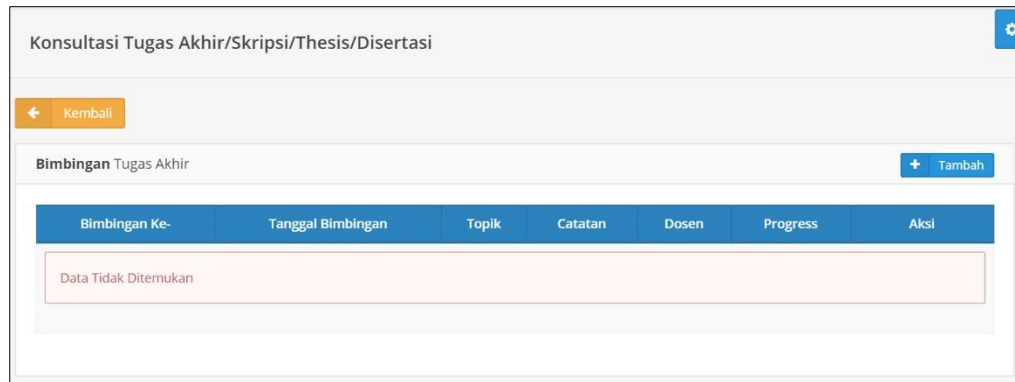 Konsultasi Tugas Akhir/Skripsi/Thesis/Disertasi
Kembali
Bimbingan Tugas Akhir
Tambah
Bimbingan Ke- Tanggal Bimbingan Topik Catatan Dosen Progress Aksi
Data Tidak Ditemukan